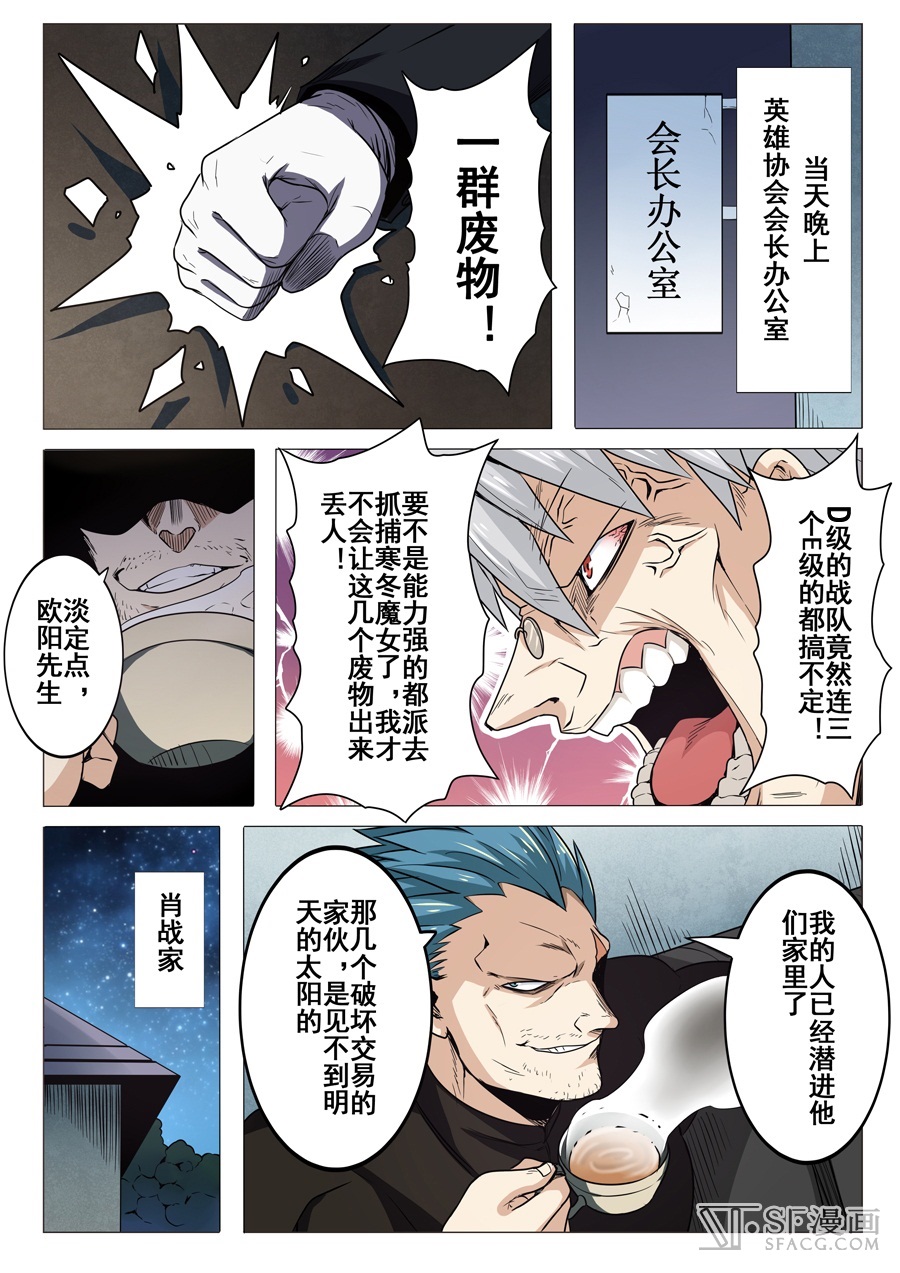 当天晚上
英雄协会会长办公室
会长办公室
一群废物！
D级的战队竟然连三
个E级的都搞不定！
要不是能力强的都派去
抓捕寒冬魔女了，我才
不会让这几个废物出来
丢人！
淡定点，
欧阳先生
我的人已经潜进他
们家里了
那几个破坏交易的
家伙，是见不到明
天的太阳的
肖战家
SF漫画
SFACG.COM